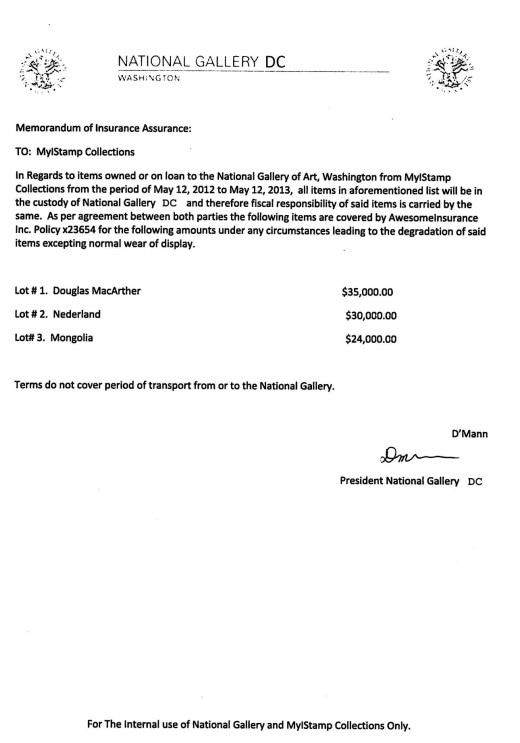 NATIONAL GALLERY DC
WASHINGTON
Memorandum of Insurance Assurance:
TO: MyIStamp Collections
In Regards to items owned or on loan to the National Gallery of Art, Washington from MyIStamp
Collections from the period of May 12, 2012 to May 12, 2013, all items in aforementioned list will be in
the custody of National Gallery DC and therefore fiscal responsibility of said items is carried by the
same. As per agreement between both parties the following items are covered by AwesomeInsurance
Inc. Policy x23654 for the following amounts under any circumstances leading to the degradation of said
items excepting normal wear of display.
Lot # 1. Douglas MacArther $35,000.00
Lot # 2. Nederland $30,000.00
Lot# 3. Mongolia $24,000.00
Terms do not cover period of transport from or to the National Gallery.
D'Mann
President National Gallery DC
For The Internal use of National Gallery and MyIStamp Collections Only.